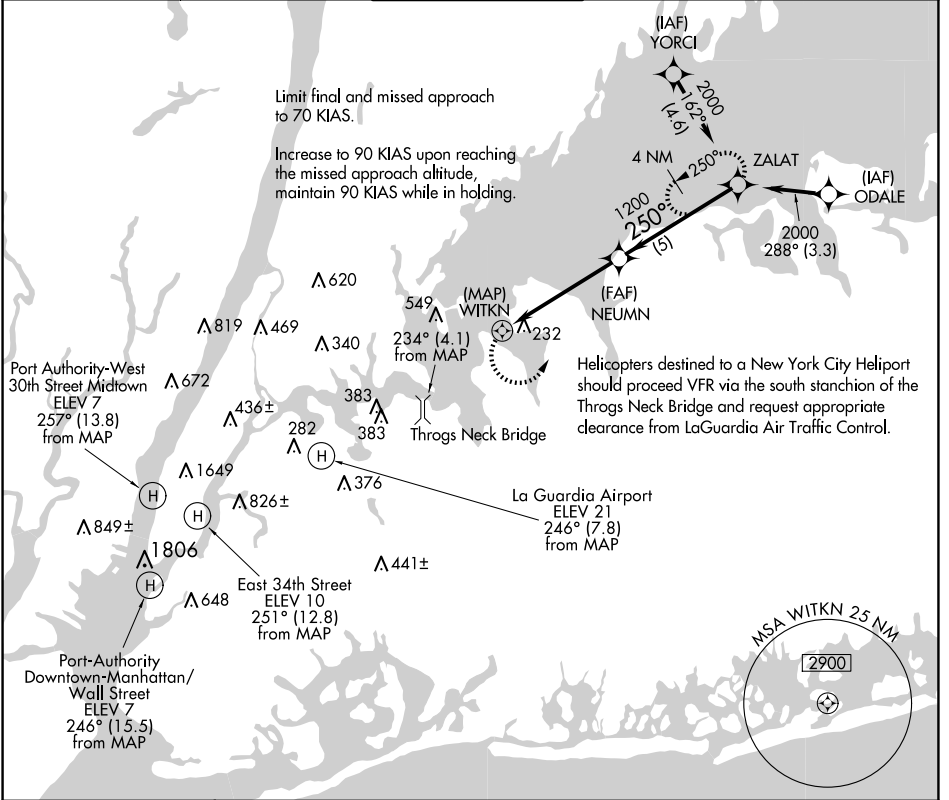 (IAF)
YORCI
2000
162°
(4.6)
Limit final and missed approach
to 70 KIAS.
Increase to 90 KIAS upon reaching
the missed approach altitude,
maintain 90 KIAS while in holding.
4 NM
250°
ZALAT
(IAF)
ODALE
2000
288° (3.3)
1200
250°
(5)
(FAF)
NEUMN
(MAP)
WITKN
232
620
549
819
469
340
234° (4.1)
from MAP
Helicopters destined to a New York City Heliport
should proceed VFR via the south stanchion of the
Throgs Neck Bridge and request appropriate
clearance from LaGuardia Air Traffic Control.
Port Authority-West
30th Street Midtown
ELEV 7
257° (13.8)
from MAP
672
436±
383
383
282
Throgs Neck Bridge
H
1649
376
826±
La Guardia Airport
ELEV 21
246° (7.8)
from MAP
H
H
849±
1806
441±
H
648
East 34th Street
ELEV 10
251° (12.8)
from MAP
Port-Authority
Downtown-Manhattan/
Wall Street
ELEV 7
246° (15.5)
from MAP
MSA WITKN 25 NM
2900